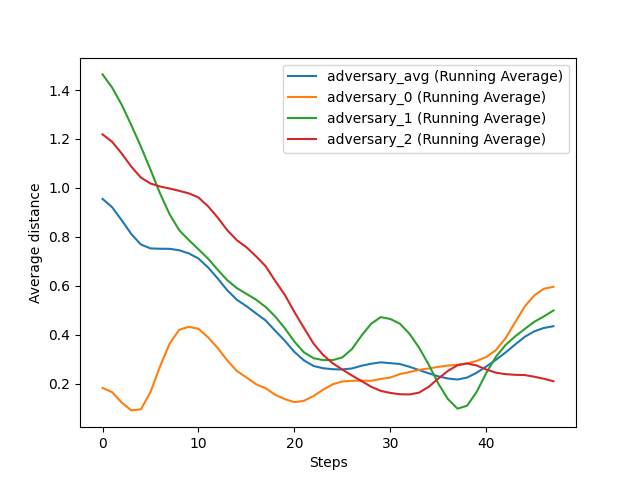 adversary_avg (Running Average)
adversary_0 (Running Average)
adversary_1 (Running Average)
adversary_2 (Running Average)
1.4
1.2
1.0
0.8
0.6
0.4
0.2
Average distance
0
10
20
30
40
Steps